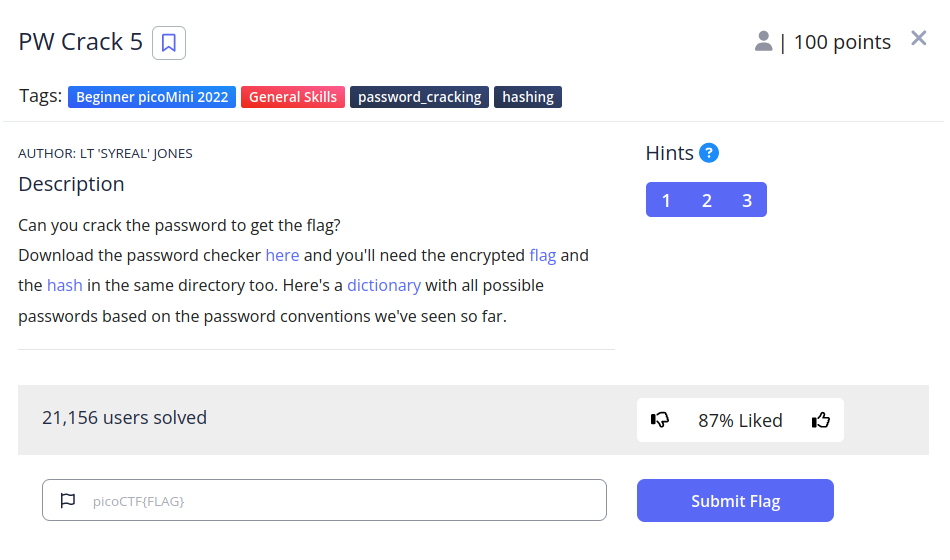 PW Crack 5
| 100 points
Tags: Beginner picoMini 2022 General Skills password_cracking hashing
AUTHOR: LT 'SYREAL' JONES
Description
Can you crack the password to get the flag?
Download the password checker here and you'll need the encrypted flag and
the hash in the same directory too. Here's a dictionary with all possible
passwords based on the password conventions we've seen so far.
Hints ?
1 2 3
21,156 users solved
87% Liked
picoCTF{FLAG}
Submit Flag